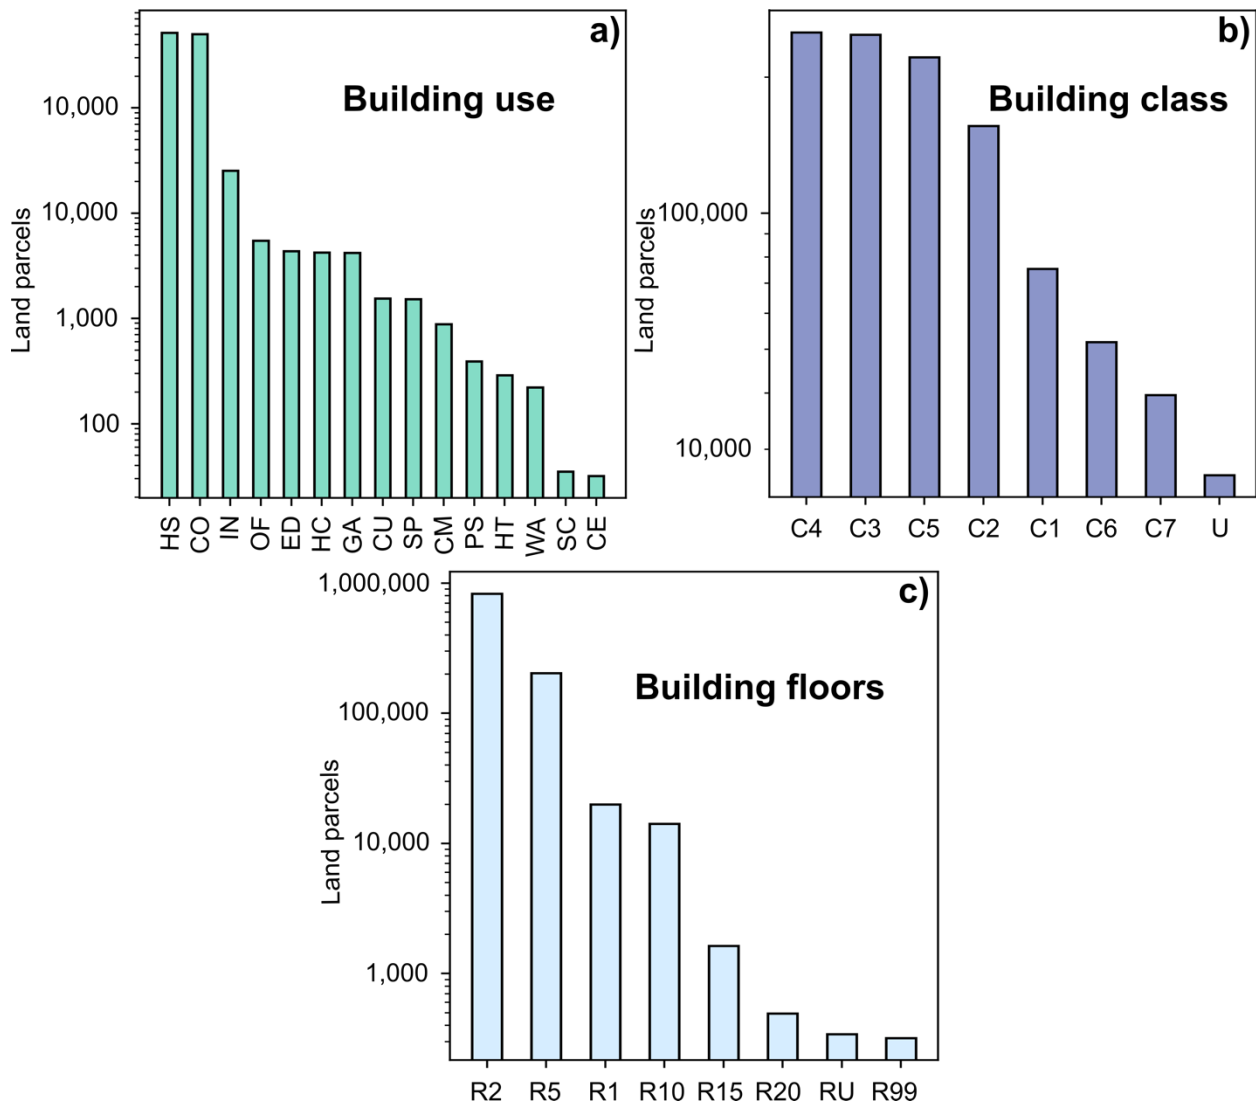 a)
Building use
Land parcels
10,000
10,000
1,000
100
HS CO IN OF ED HC GA CU SP CM PS HT WA SC CE
b)
Building class
Land parcels
100,000
10,000
C4 C3 C5 C2 C1 C6 C7 U
c)
Building floors
Land parcels
1,000,000
100,000
10,000
1,000
R2 R5 R1 R10 R15 R20 RU R99